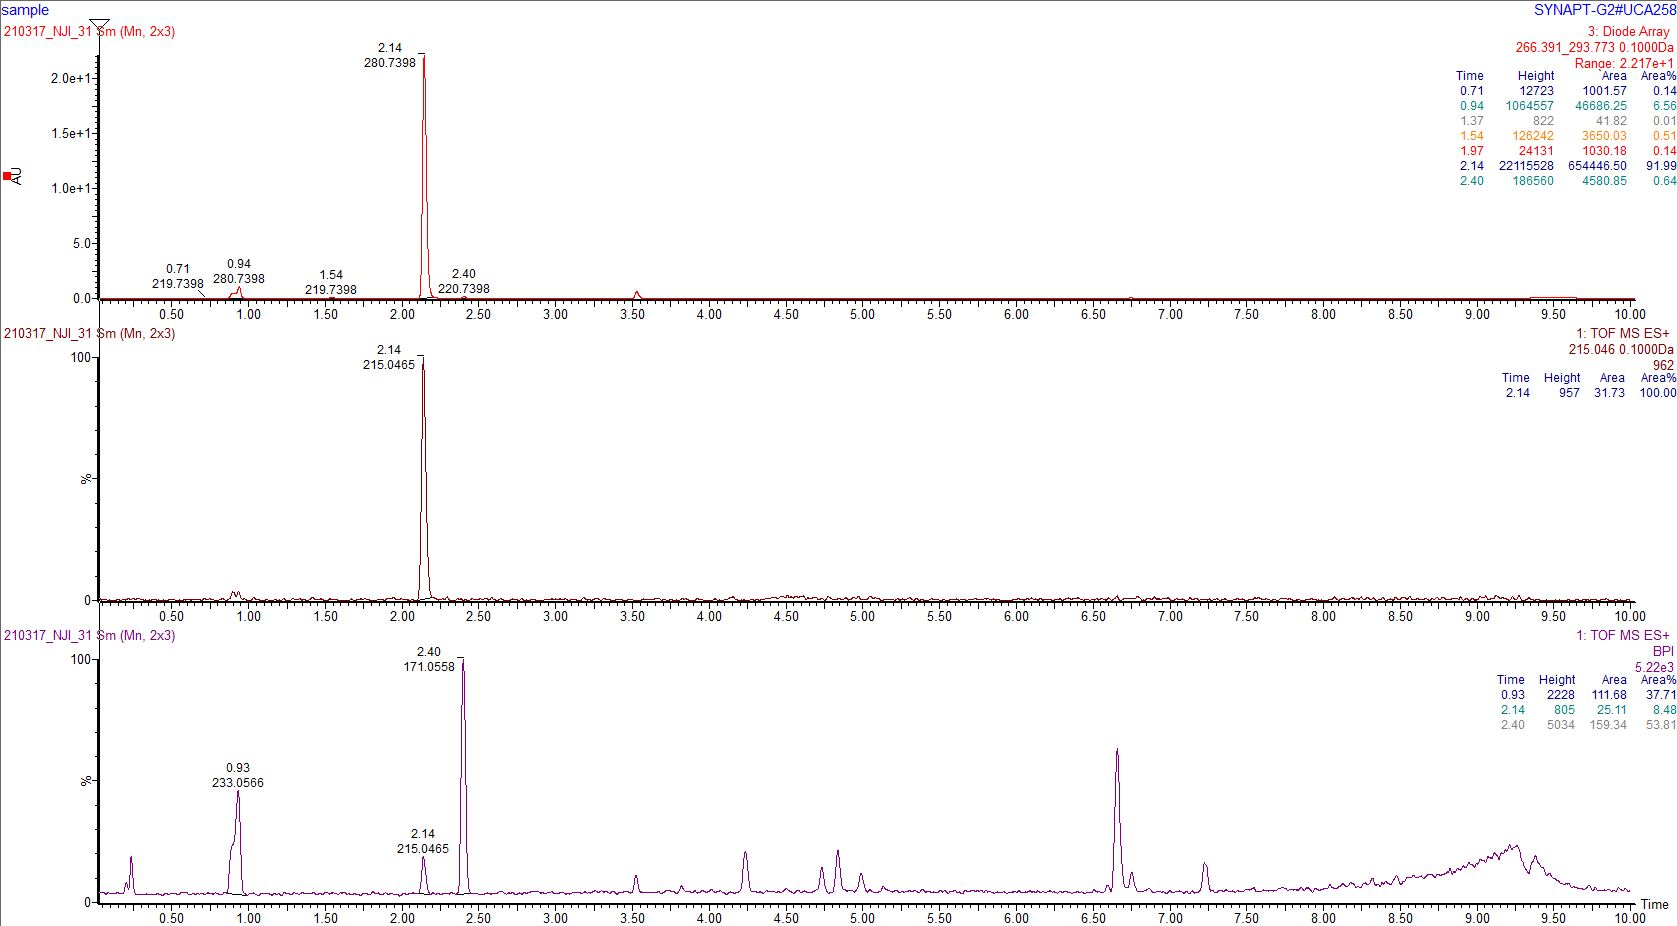 sample
SYNAPT-G2#UCA258
210317_NJI_31 Sm (Mn, 2x3)
3: Diode Array
266.391_293.773 0.1000Da
Range: 2.217e+1
Time Height Area Area%
0.71 12723 1001.57 0.14
0.94 1064557 46686.25 6.56
1.37 822 41.82 0.01
1.54 126242 3650.03 0.51
1.97 24131 1030.18 0.14
2.14 22115528 654446.50 91.99
2.40 186560 4580.85 0.64
2.14
280.7398
2.0e+1
1.5e+1
AU
1.0e+1
5.0
0.0
0.71
219.7398
0.94
280.7398
1.54
219.7398
2.40
220.7398
0.50 1.00 1.50 2.00 2.50 3.00 3.50 4.00 4.50 5.00 5.50 6.00 6.50 7.00 7.50 8.00 8.50 9.00 9.50 10.00
210317_NJI_31 Sm (Mn, 2x3)
1: TOF MS ES+
215.046 0.1000Da
962
Time Height Area Area%
2.14 957 31.73 100.00
2.14
215.0465
100
%
0
0.50 1.00 1.50 2.00 2.50 3.00 3.50 4.00 4.50 5.00 5.50 6.00 6.50 7.00 7.50 8.00 8.50 9.00 9.50 10.00
210317_NJI_31 Sm (Mn, 2x3)
1: TOF MS ES+
BPI
5.22e3
Time Height Area Area%
0.93 2228 111.68 37.71
2.14 805 25.11 8.48
2.40 5034 159.34 53.81
2.40
171.0558
100
0.93
233.0566
%
2.14
215.0465
0
Time
0.50 1.00 1.50 2.00 2.50 3.00 3.50 4.00 4.50 5.00 5.50 6.00 6.50 7.00 7.50 8.00 8.50 9.00 9.50 10.00